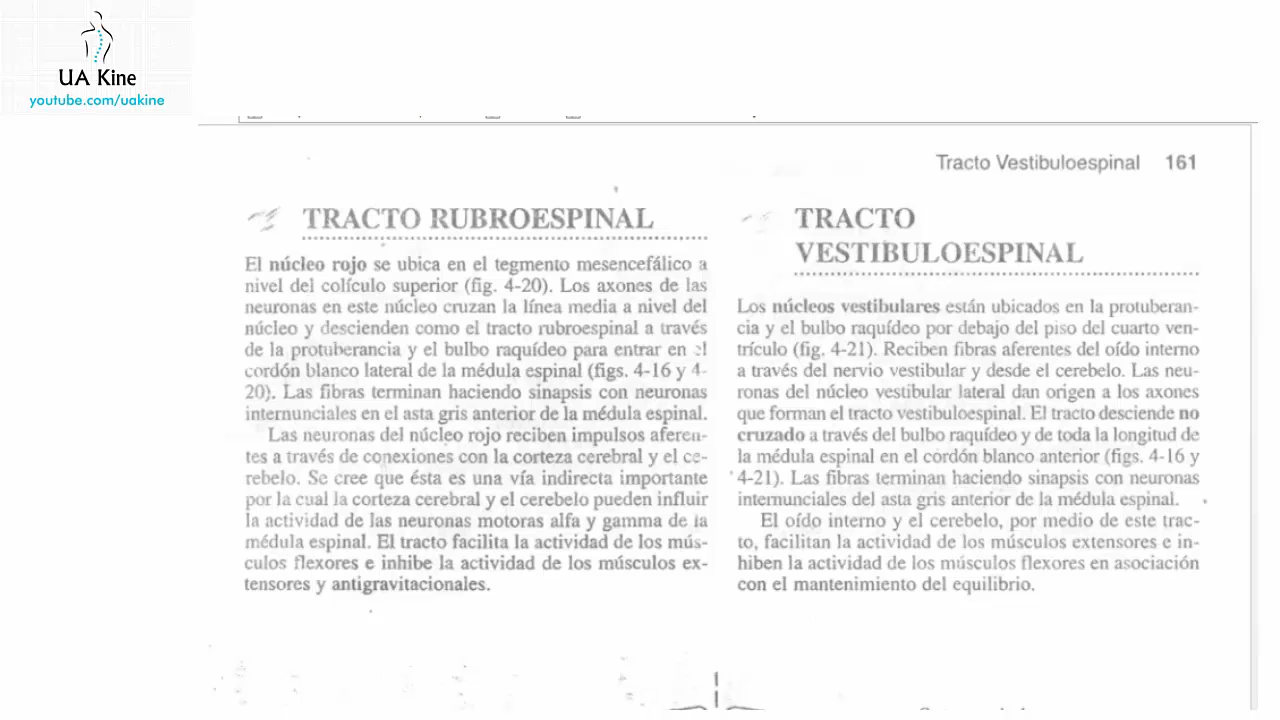 UA Kine
youtube.com/uakine
Tracto Vestibuloespinal 161
TRACTO RUBROESPINAL
El núcleo rojo se ubica en el tegmento mesencefálico a
nivel del colículo superior (fig. 4-20). Los axones de las
neuronas en este núcleo cruzan la línea media a nivel del
núcleo y descienden como el tracto rubroespinal a través
de la protuberancia y el bulbo raquídeo para entrar en el
cordón blanco lateral de la médula espinal (figs. 4-16 y 4-
20). Las fibras terminan haciendo sinapsis con neuronas
internunciales en el asta gris anterior de la médula espinal.
Las neuronas del núcleo rojo reciben impulsos aferen-
tes a través de conexiones con la corteza cerebral y el ce-
rebelo. Se cree que ésta es una vía indirecta importante
por la cual la corteza cerebral y el cerebelo pueden influir
la actividad de las neuronas motoras alfa y gamma de la
médula espinal. El tracto facilita la actividad de los mús-
culos flexores e inhibe la actividad de los músculos ex-
tensores y antigravitacionales.
TRACTO
VESTIBULOESPINAL
Los núcleos vestibulares están ubicados en la protuberan-
cia y el bulbo raquídeo por debajo del piso del cuarto ven-
trículo (fig. 4-21). Reciben fibras aferentes del oído interno
a través del nervio vestibular y desde el cerebelo. Las neu-
ronas del núcleo vestibular lateral dan origen a los axones
que forman el tracto vestibuloespinal. El tracto desciende no
cruzado a través del bulbo raquídeo y de toda la longitud de
la médula espinal en el cordón blanco anterior (figs. 4-16 y
4-21). Las fibras terminan haciendo sinapsis con neuronas
internunciales del asta gris anterior de la médula espinal.
El oído interno y el cerebelo, por medio de este trac-
to, facilitan la actividad de los músculos extensores e in-
hiben la actividad de los músculos flexores en asociación
con el mantenimiento del equilibrio.